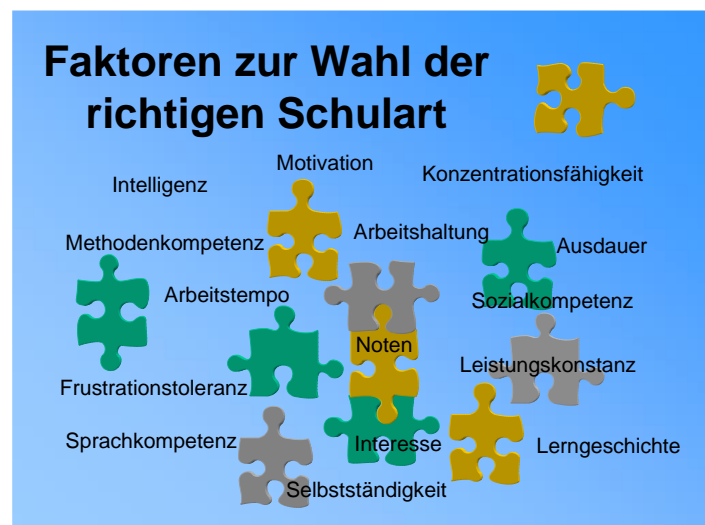 Faktoren zur Wahl der
richtigen Schulart
Motivation
Konzentrationsfähigkeit
Intelligenz
Arbeitshaltung
Methodenkompetenz
Ausdauer
Arbeitstempo
Sozialkompetenz
Noten
Leistungskonstanz
Frustrationstoleranz
Sprachkompetenz
Interesse
Lerngeschichte
Selbstständigkeit